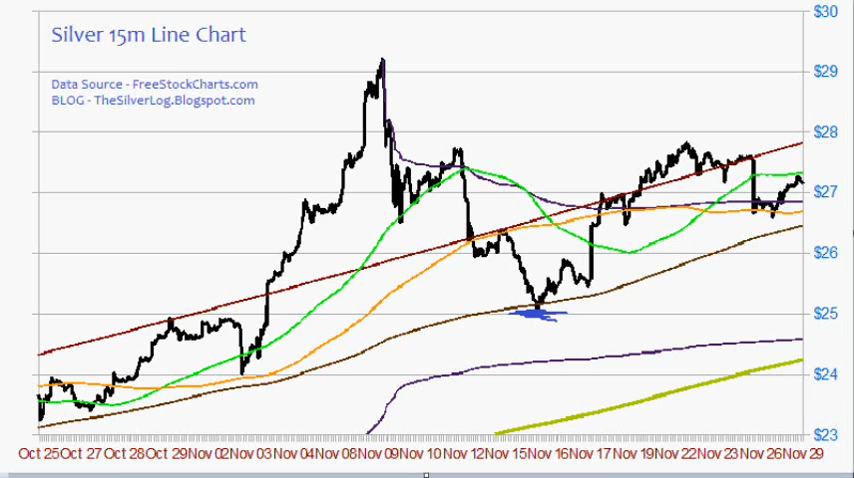 Silver 15m Line Chart
Data Source - FreeStockCharts.com
BLOG - TheSilverLog.Blogspot.com
$30
$29
$28
$27
$26
$25
$24
$23
Oct 25 Oct 27 Oct 28 Oct 29 Nov 02 Nov 03 Nov 04 Nov 08 Nov 09 Nov 10 Nov 12 Nov 15 Nov 16 Nov 17 Nov 19 Nov 22 Nov 23 Nov 26 Nov 29